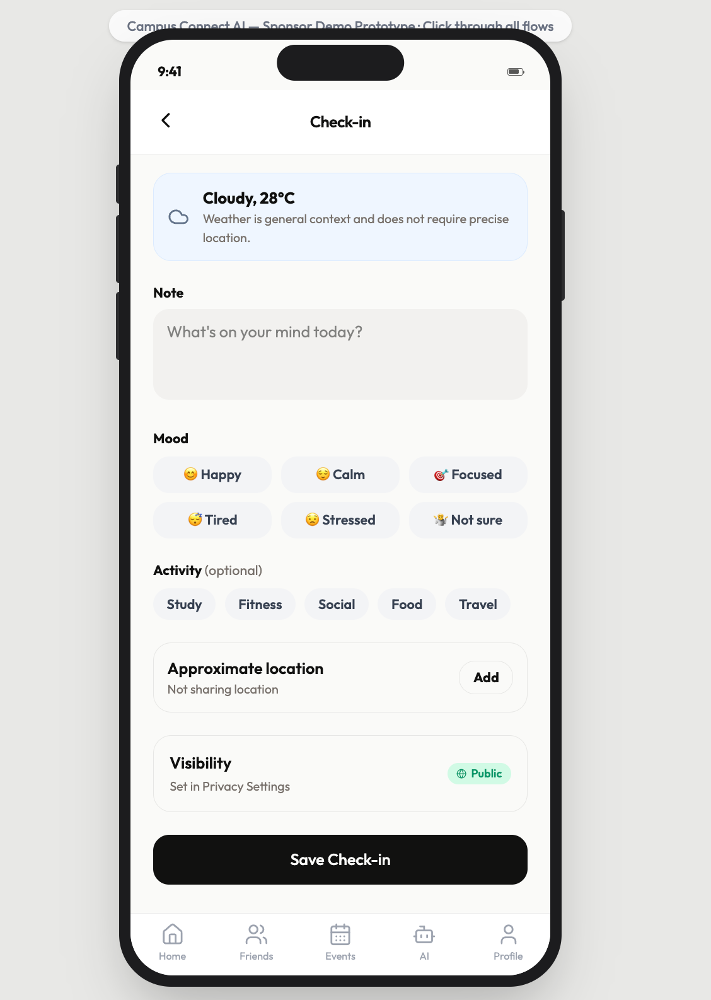 Campus Connect AI — Sponsor Demo Prototype · Click through all flows
9:41
Check-in
Cloudy, 28°C
Weather is general context and does not require precise
location.
Note
What's on your mind today?
Mood
😊 Happy
😌 Calm
🎯 Focused
😴 Tired
😟 Stressed
🤷 Not sure
Activity (optional)
Study
Fitness
Social
Food
Travel
Approximate location
Not sharing location
Add
Visibility
Set in Privacy Settings
Public
Save Check-in
Home
Friends
Events
AI
Profile